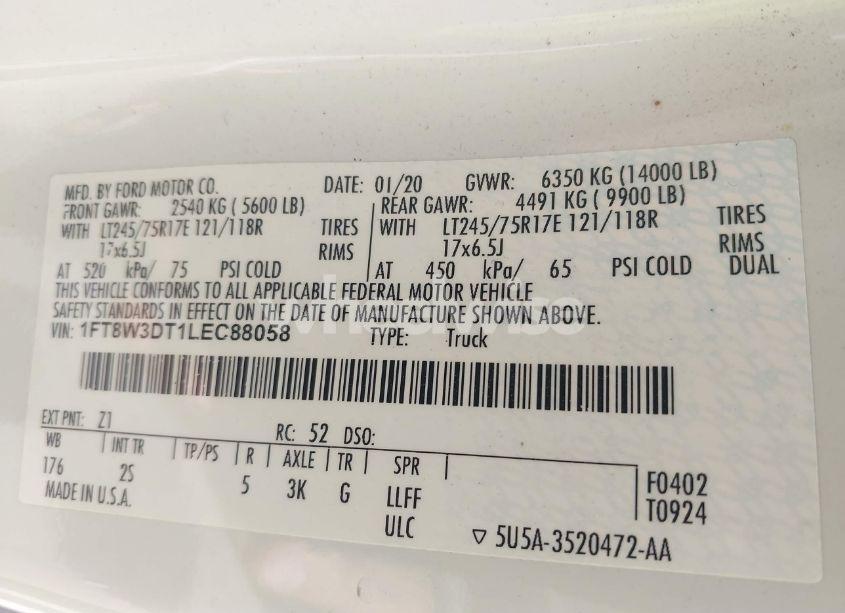 MFD. BY FORD MOTOR CO. DATE: 01/20 GVWR: 6350 KG (14000 LB)
FRONT GAWR: 2540 KG ( 5600 LB) REAR GAWR: 4491 KG ( 9900 LB)
WITH LT245/75R17E 121/118R TIRES WITH LT245/75R17E 121/118R TIRES
17x6.5J RIMS 17x6.5J RIMS
AT 520 kPa/ 75 PSI COLD AT 450 kPa/ 65 PSI COLD DUAL
THIS VEHICLE CONFORMS TO ALL APPLICABLE FEDERAL MOTOR VEHICLE
SAFETY STANDARDS IN EFFECT ON THE DATE OF MANUFACTURE SHOWN ABOVE.
VIN: 1FT8W3DT1LEC88058 TYPE: Truck
EXT PNT: Z1 RC: 52 DSO:
WB INT TR TP/PS R AXLE TR SPR
176 2S 5 3K G LLFF F0402
MADE IN U.S.A. ULC T0924
▽ 5U5A-3520472-AA